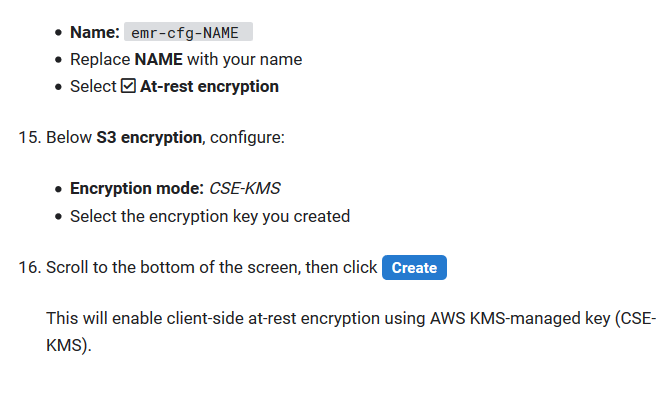 • Name: emr-cfg-NAME
• Replace NAME with your name
• Select ☑ At-rest encryption
15. Below S3 encryption, configure:
• Encryption mode: CSE-KMS
• Select the encryption key you created
16. Scroll to the bottom of the screen, then click Create
This will enable client-side at-rest encryption using AWS KMS-managed key (CSE-
KMS).